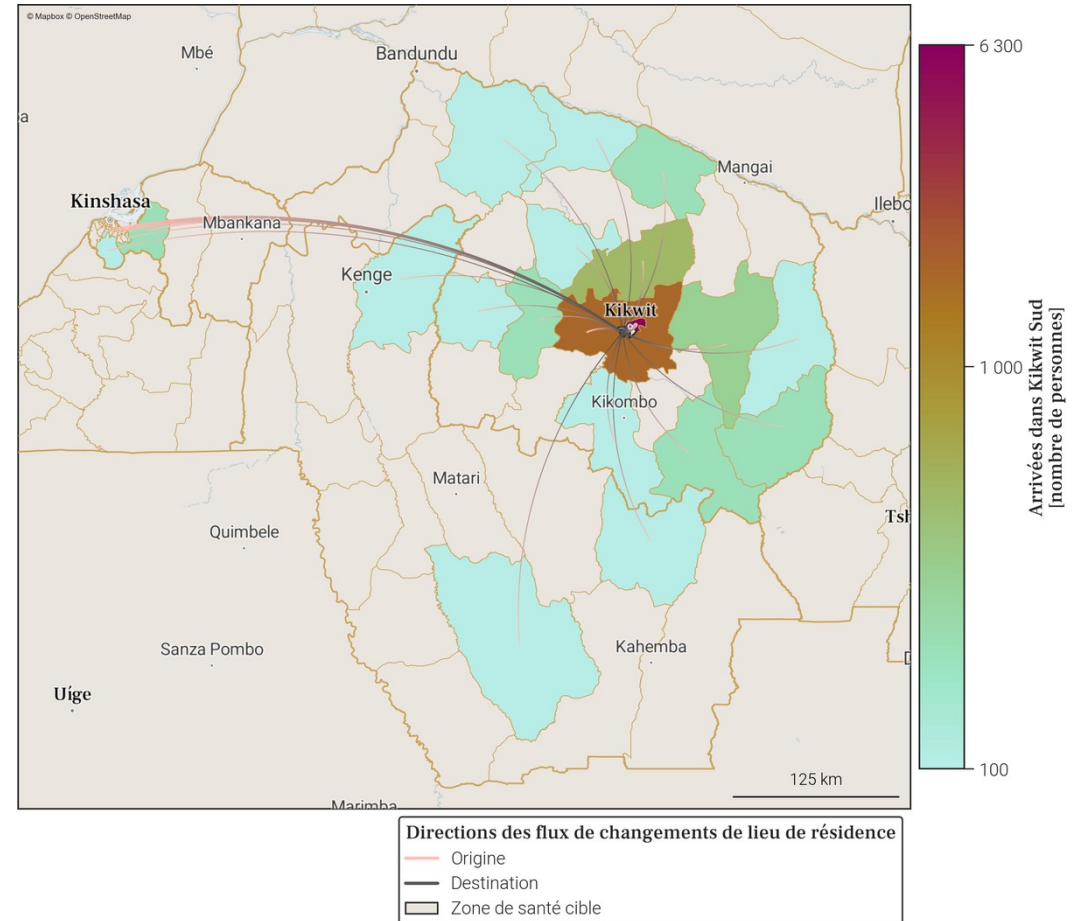 © Mapbox © OpenStreetMap
Mbé
Bandundu
Mangai
Kinshasa
Ilebo
Mbankana
Kenge
Kikwit
Kikombo
Matari
Quimbele
Sanza Pombo
Kahemba
Uíge
125 km
Marimba
6 300
1 000
100
Arrivées dans Kikwit Sud
[nombre de personnes]
Directions des flux de changements de lieu de résidence
Origine
Destination
Zone de santé cible